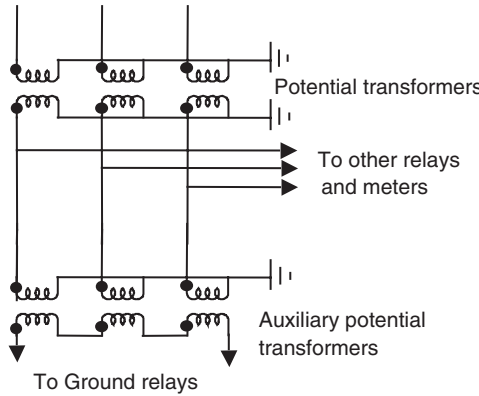 Potential transformers
To other relays
and meters
Auxiliary potential
transformers
To Ground relays